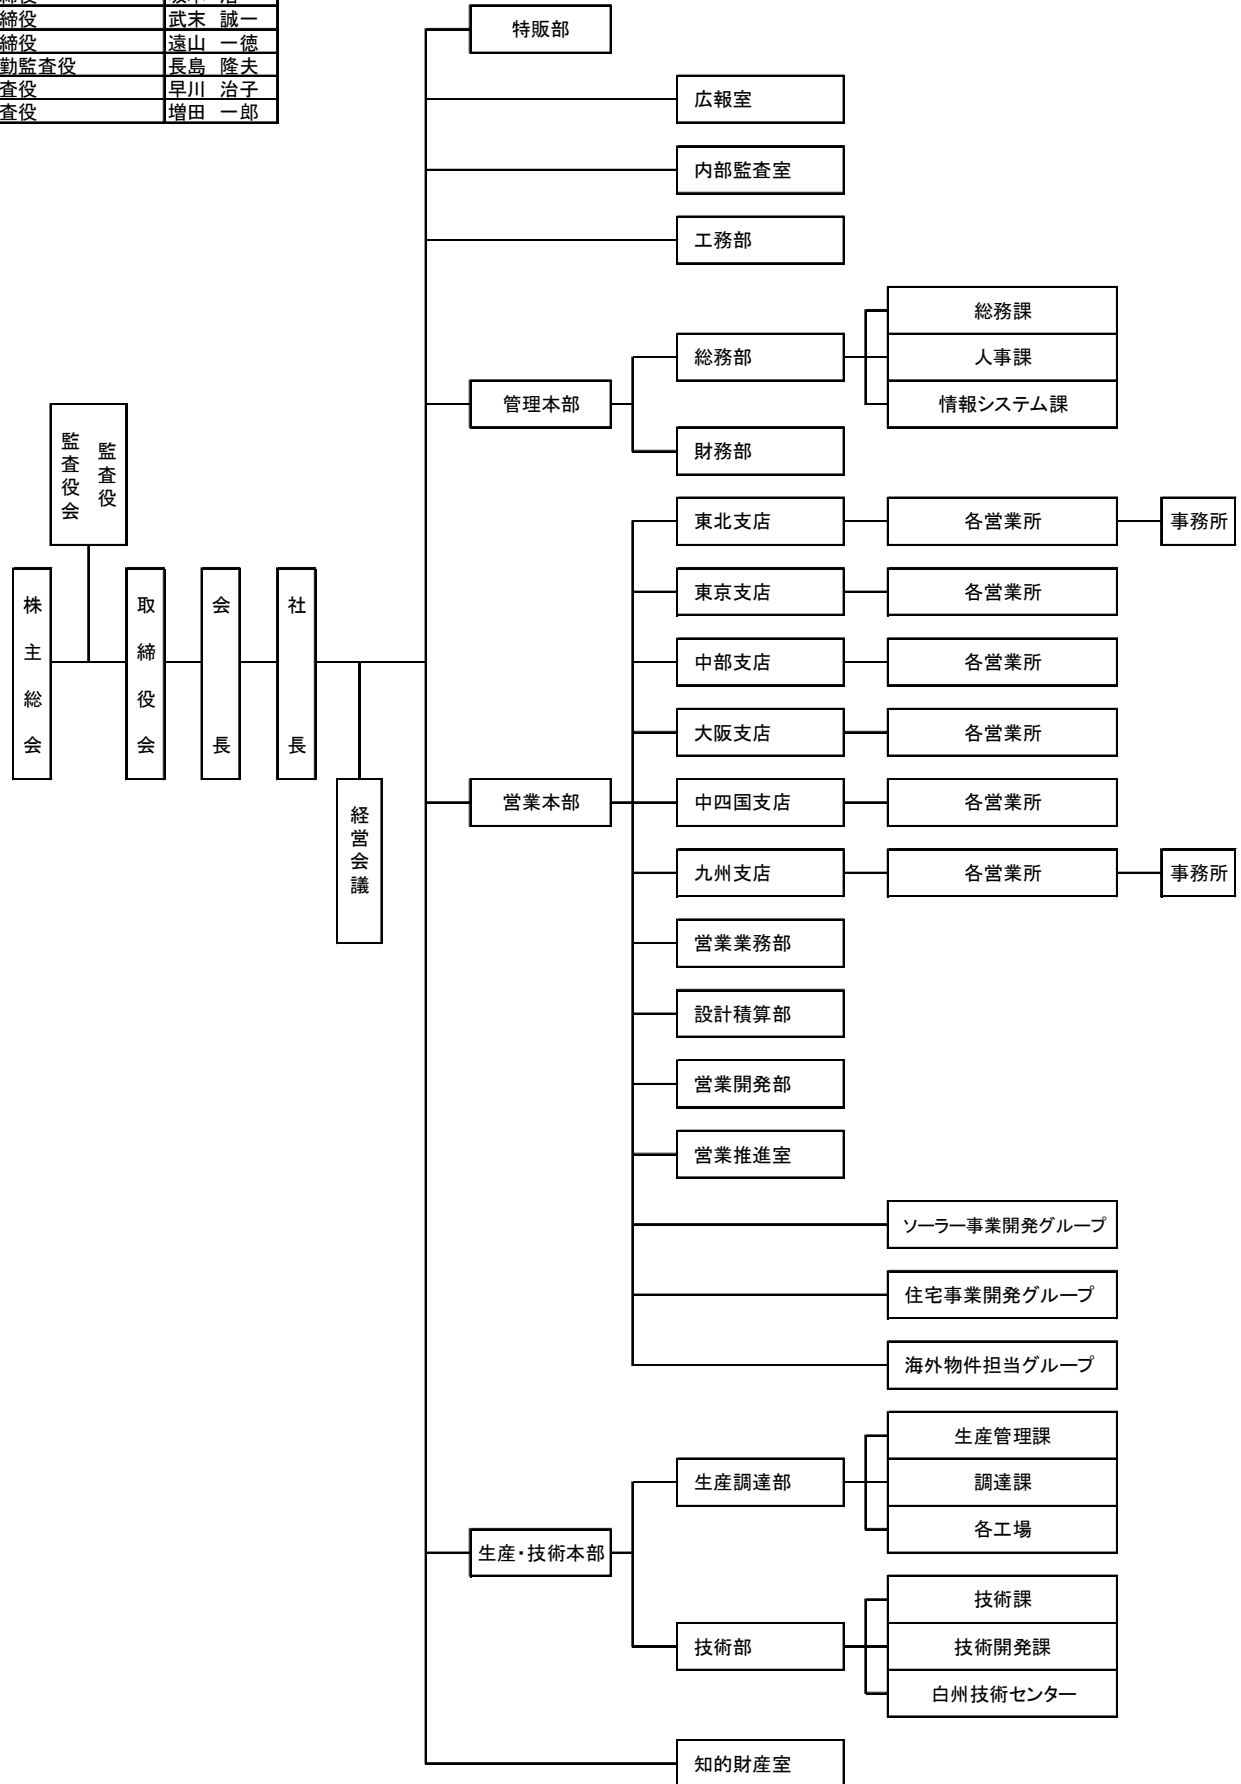 締役 武末 誠一
締役 遠山 一徳
勤監査役 長島 隆夫
査役 早川 治子
査役 増田 一郎
特販部
広報室
内部監査室
工務部
総務課
総務部
人事課
管理本部
情報システム課
財務部
監査役会
監査役
東北支店
各営業所
事務所
東京支店
各営業所
株主総会
取締役会
会長
社長
中部支店
各営業所
大阪支店
各営業所
経営会議
営業本部
中四国支店
各営業所
九州支店
各営業所
事務所
営業業務部
設計積算部
営業開発部
営業推進室
ソーラー事業開発グループ
住宅事業開発グループ
海外物件担当グループ
生産管理課
生産調達部
調達課
各工場
生産・技術本部
技術課
技術部
技術開発課
白州技術センター
知的財産室